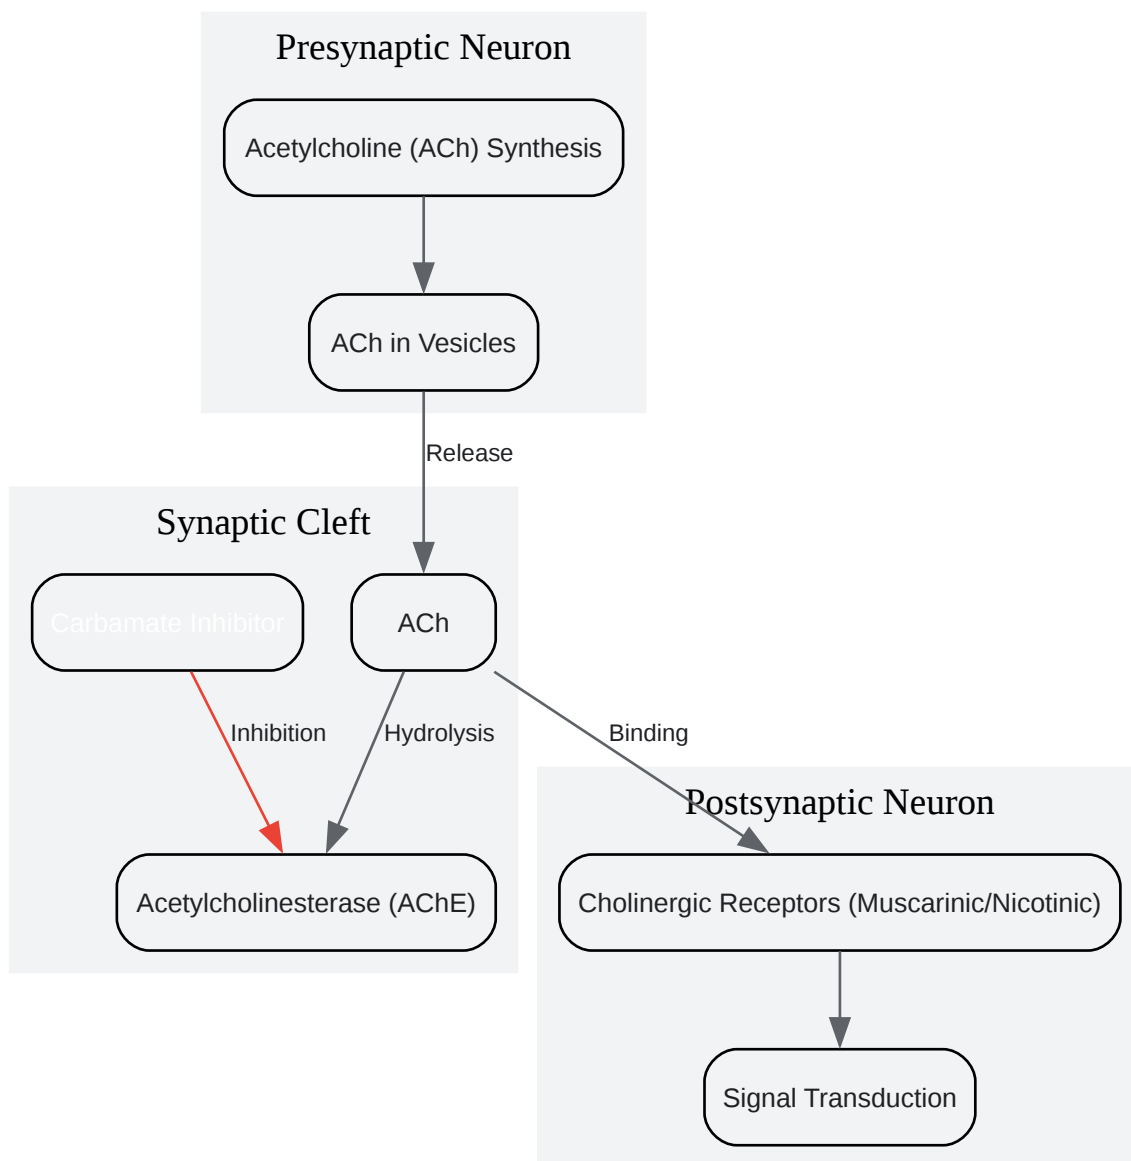 Presynaptic Neuron
Acetylcholine (ACh) Synthesis
ACh in Vesicles
Release
Synaptic Cleft
Carbamate Inhibitor
ACh
Inhibition
Hydrolysis
Binding
Postsynaptic Neuron
Acetylcholinesterase (AChE)
Cholinergic Receptors (Muscarinic/Nicotinic)
Signal Transduction